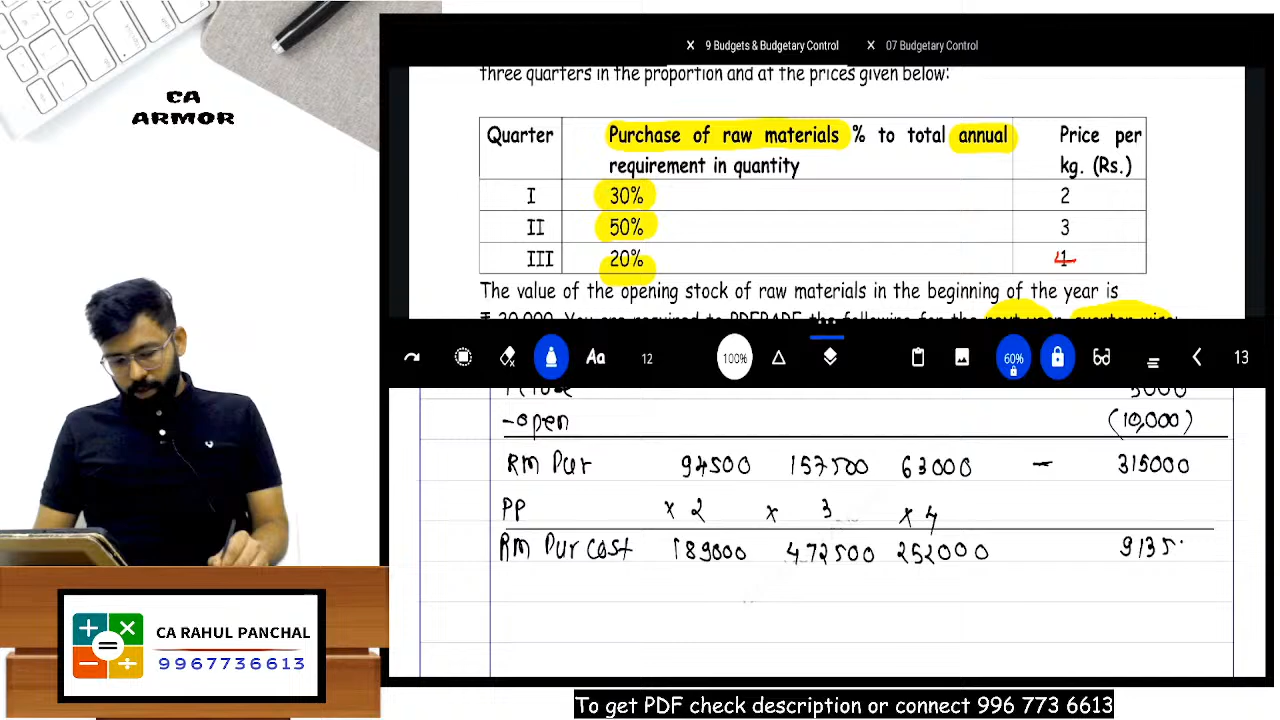 CA
ARMOR
9 Budgets & Budgetary Control
07 Budgetary Control
three quarters in the proportion and at the prices given below:
Quarter
Purchase of raw materials % to total annual requirement in quantity
Price per kg. (Rs.)
I 30% 2
II 50% 3
III 20% 1
The value of the opening stock of raw materials in the beginning of the year is
Aa 12 100% 60% 13
-open (10,000)
RM Pur 94500 157500 63000 - 315000
PP x 2 x 3 x 4
RM Pur cost 189000 472500 252000 9135
CA RAHUL PANCHAL
9967736613
To get PDF check description or connect 996 773 6613